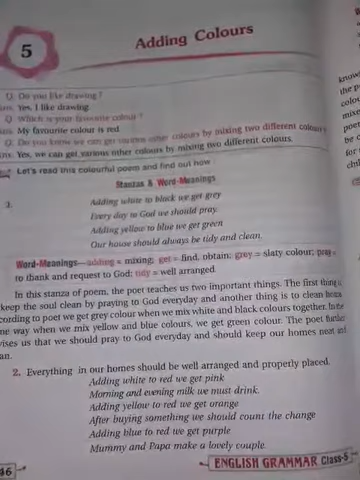 5
Adding Colours
Q. Do you like drawing ?
Ans. Yes, I like drawing.
Q. Which is your favourite colour ?
Ans. My favourite colour is red.
Q. Do you know we can get various other colours by mixing two different colours
Ans. Yes, we can get various other colours by mixing two different colours.
Let's read this colourful poem and find out now
Stanzas & Word-Meanings
Adding white to black we get grey
Every day to God we should pray.
Adding yellow to blue we get green
Our house should always be tidy and clean.
Word-Meanings—adding = mixing; get = find, obtain; grey = slaty colour; pray =
to thank and request to God; tidy = well arranged.
In this stanza of poem, the poet teaches us two important things. The first thing is
keep the soul clean by praying to God everyday and another thing is to clean
cording to poet we get grey colour when we mix white and black colours together. In the
me way when we mix yellow and blue colours, we get green colour. The poet further
vises us that we should pray to God everyday and should keep our homes neat and
an.
2. Everything in our homes should be well arranged and properly placed.
Adding white to red we get pink
Morning and evening milk we must drink.
Adding yellow to red we get orange
After buying something we should count the change
Adding blue to red we get purple
Mummy and Papa make a lovely couple.
46
ENGLISH GRAMMAR Class-5
know
the p
colou
mixe
poet
be c
for
chil